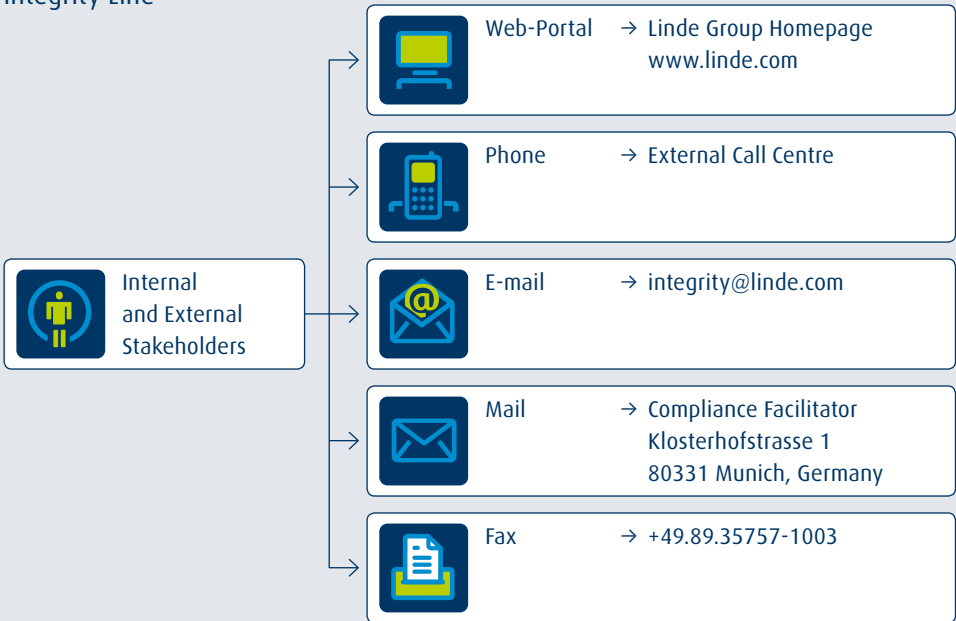 Integrity Line
Web-Portal → Linde Group Homepage
www.linde.com
Phone → External Call Centre
Internal
and External
Stakeholders
E-mail → integrity@linde.com
Mail → Compliance Facilitator
Klosterhofstrasse 1
80331 Munich, Germany
Fax → +49.89.35757-1003